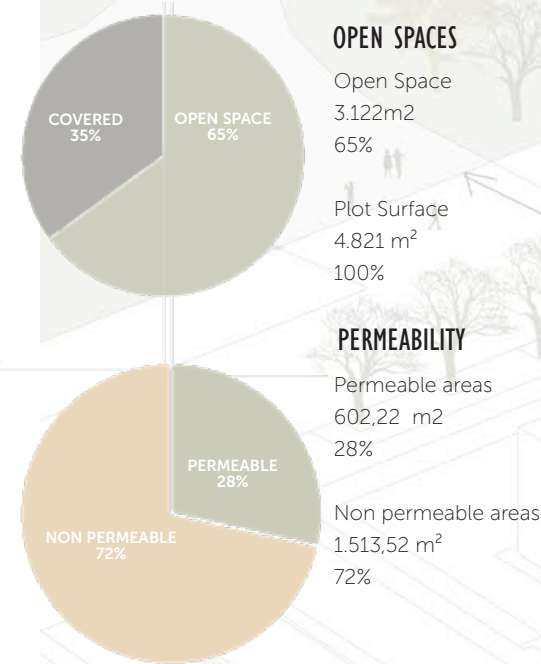 OPEN SPACES
Open Space
3.122m2
65%
Plot Surface
4.821 m²
100%
COVERED
35%
OPEN SPACE
65%
PERMEABILITY
Permeable areas
602,22 m2
28%
Non permeable areas
1.513,52 m²
72%
PERMEABLE
28%
NON PERMEABLE
72%